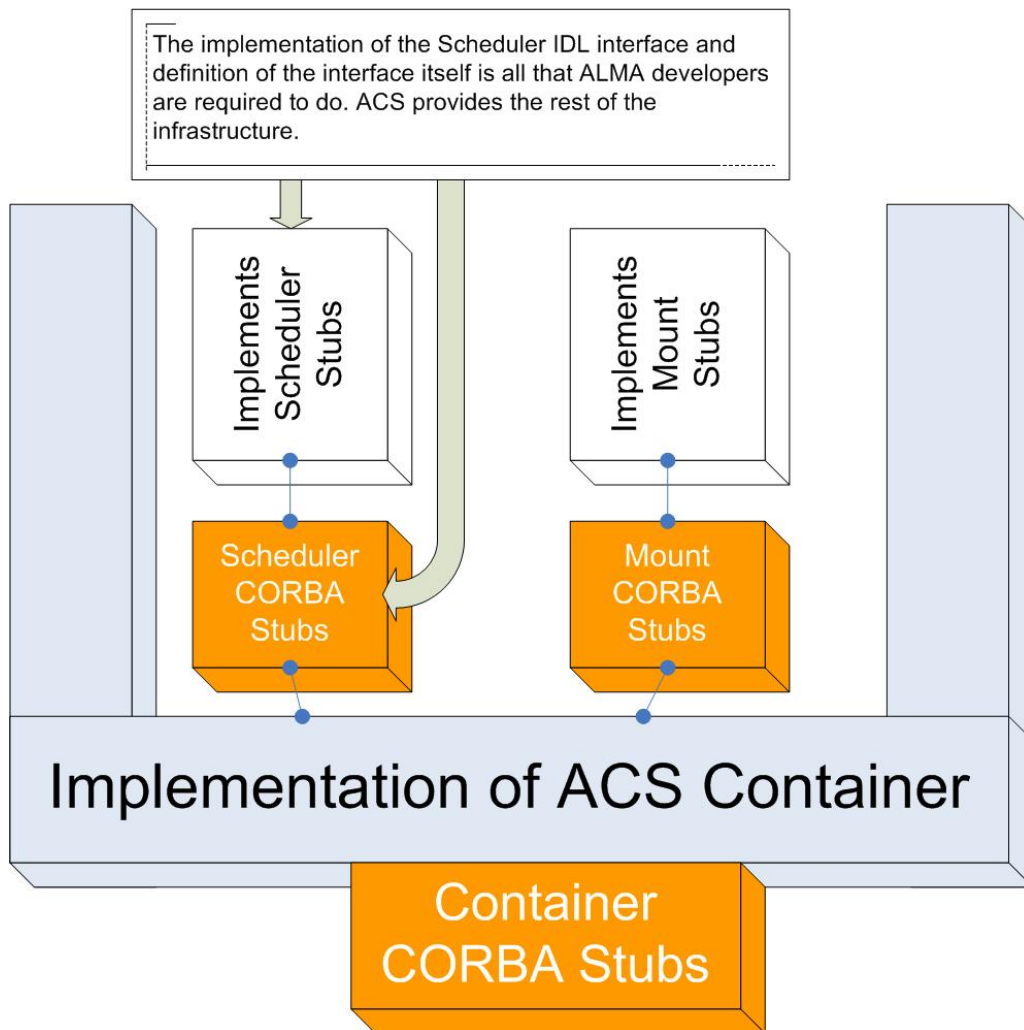 The implementation of the Scheduler IDL interface and
definition of the interface itself is all that ALMA developers
are required to do. ACS provides the rest of the
infrastructure.
Implements
Scheduler
Stubs
Implements
Mount
Stubs
Scheduler
CORBA
Stubs
Mount
CORBA
Stubs
Implementation of ACS Container
Container
CORBA Stubs